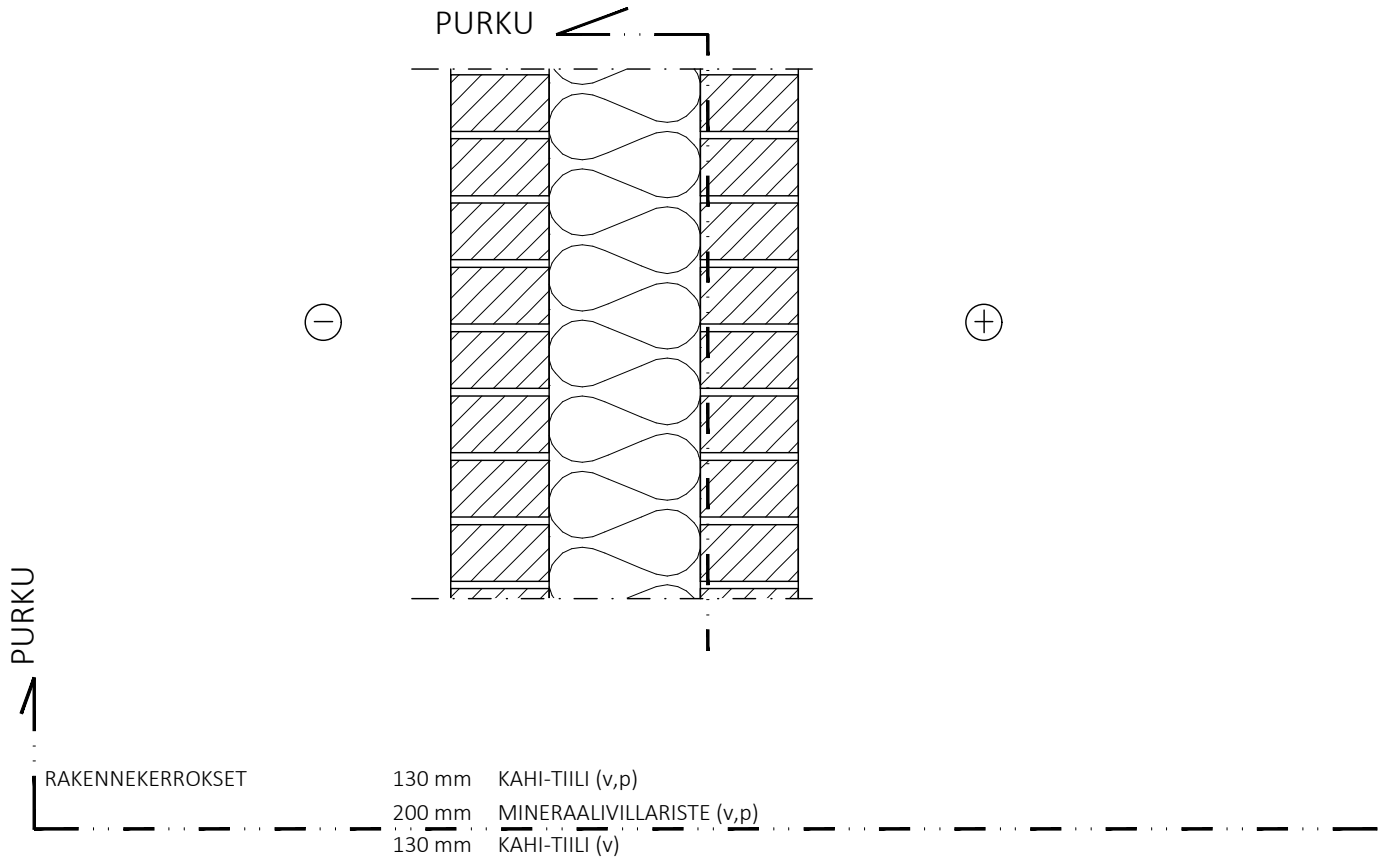 PURKU
−
+
PURKU
RAKENNEKERROKSET 130 mm KAHI-TIILI (v,p)
200 mm MINERAALIVILLARISTE (v,p)
130 mm KAHI-TIILI (v)